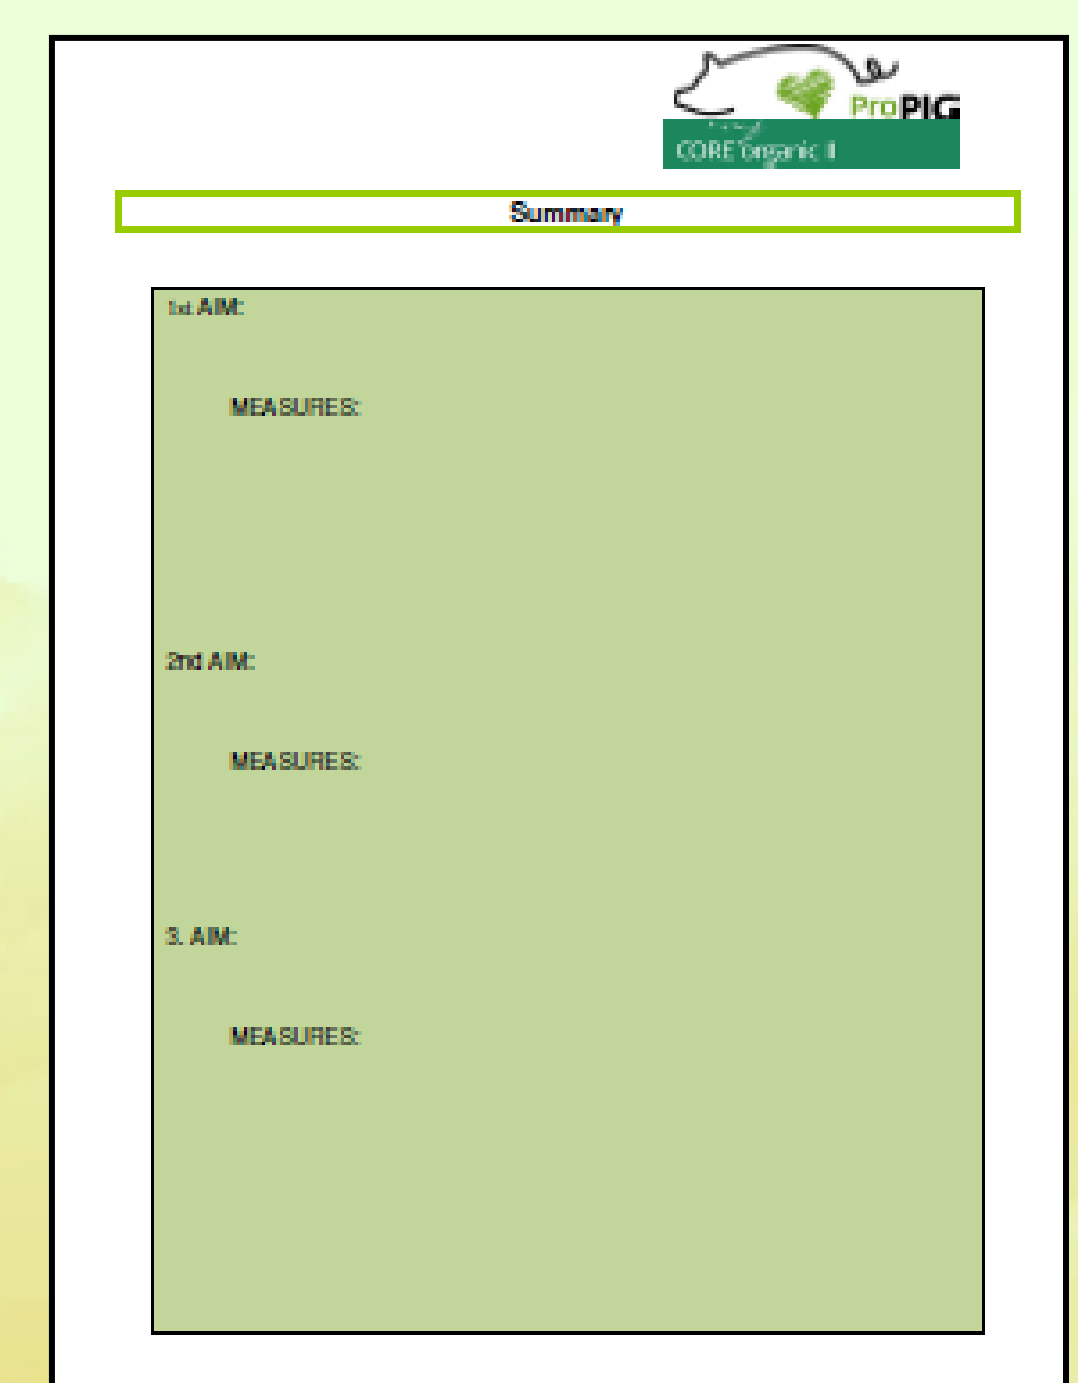 ProPIG
CORE organic II
Summary
1st AIM:
MEASURES:
2nd AIM:
MEASURES:
3. AIM:
MEASURES: